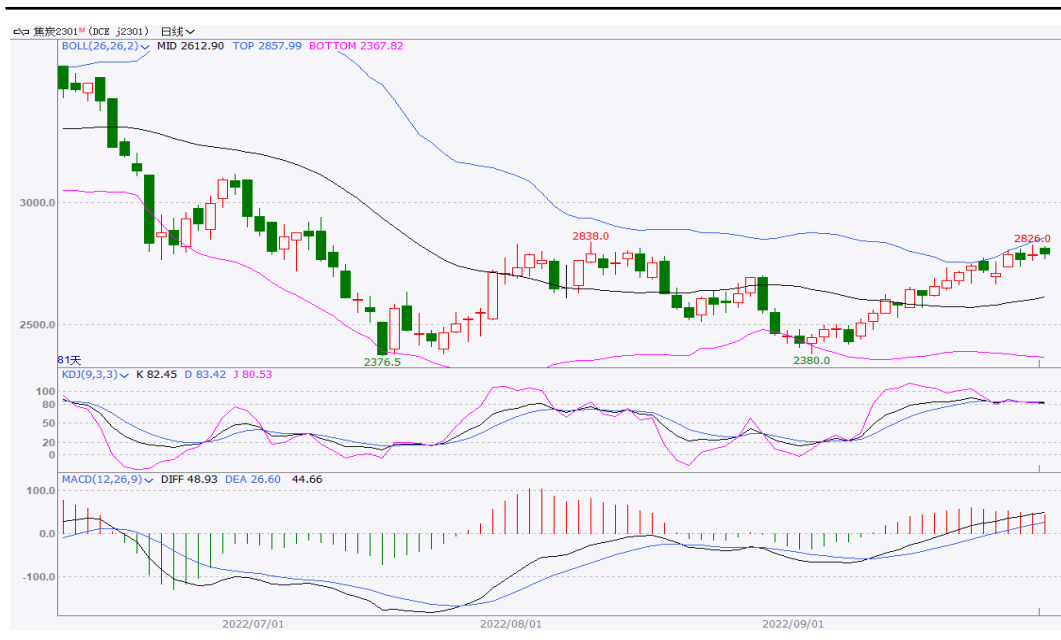 焦炭2301M (DCE j2301) 日线
BOLL(26,26,2) MID 2612.90 TOP 2857.99 BOTTOM 2367.82
3000.0
2838.0
2826.0
2500.0
2376.5
2380.0
81天
KDJ(9,3,3) K 82.45 D 83.42 J 80.53
100
80
50
20
0
MACD(12,26,9) DIFF 48.93 DEA 26.60 44.66
100.0
0.0
-100.0
2022/07/01 2022/08/01 2022/09/01